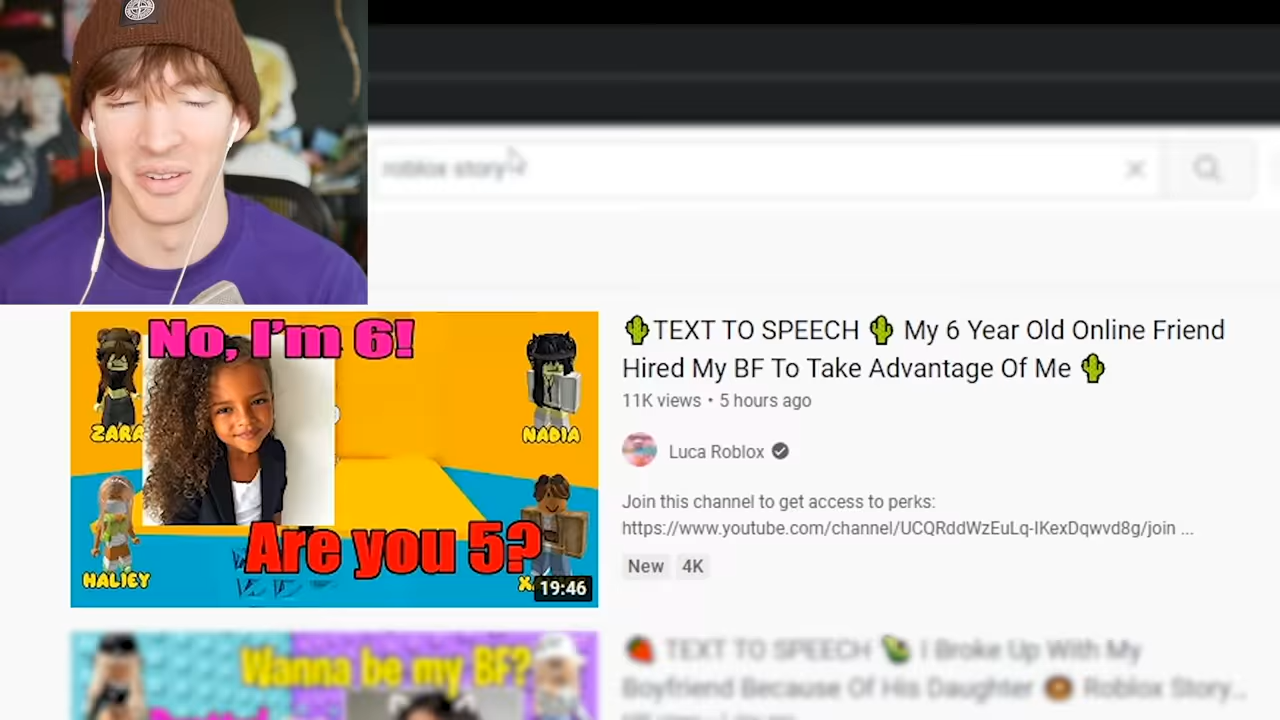 roblox story
No, I'm 6!
ZARA
NADIA
HALIEY
Are you 5?
19:46
🌵TEXT TO SPEECH 🌵 My 6 Year Old Online Friend
Hired My BF To Take Advantage Of Me 🌵
11K views • 5 hours ago
Luca Roblox
Join this channel to get access to perks:
https://www.youtube.com/channel/UCQRddWzEuLq-IKexDqwvd8g/join ...
New 4K
Wanna be my BF?
🍓 TEXT TO SPEECH 🥒 I Broke Up With My
Boyfriend Because Of His Daughter 🍩 Roblox Story...